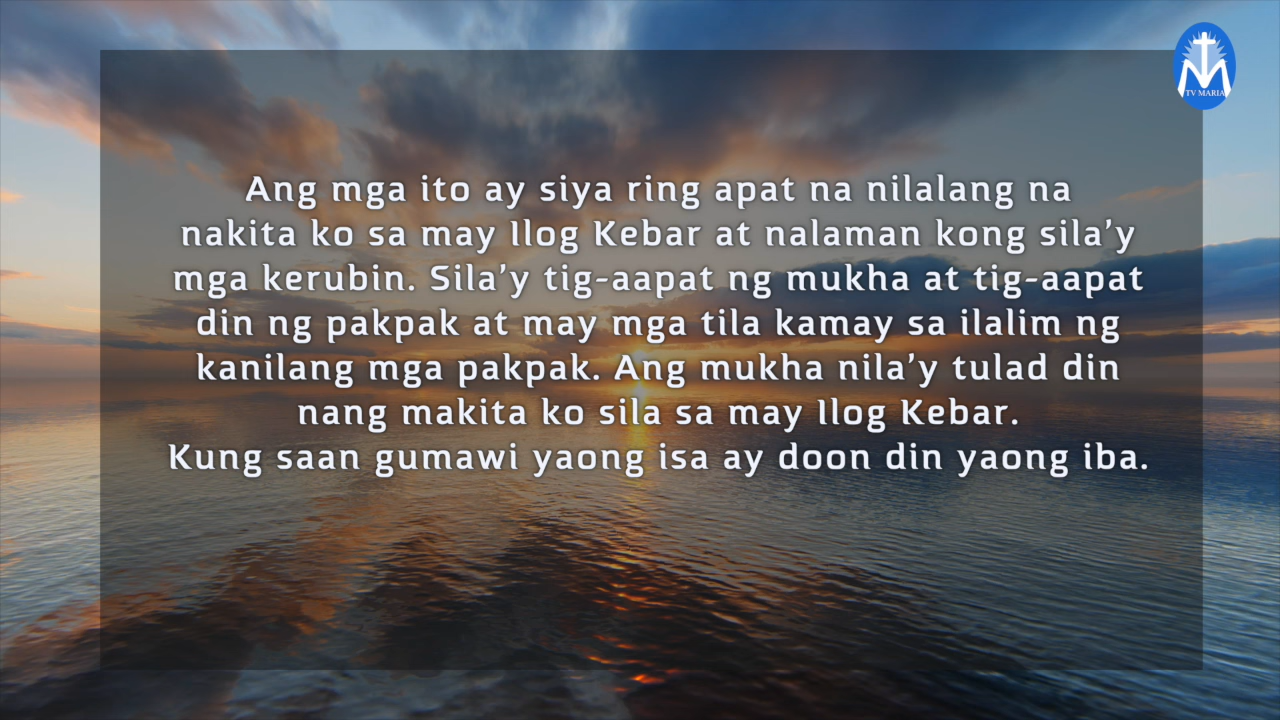 TV MARIA
Ang mga ito ay siya ring apat na nilalang na
nakita ko sa may Ilog Kebar at nalaman kong sila’y
mga kerubin. Sila’y tig-aapat ng mukha at tig-aapat
din ng pakpak at may mga tila kamay sa ilalim ng
kanilang mga pakpak. Ang mukha nila’y tulad din
nang makita ko sila sa may Ilog Kebar.
Kung saan gumawi yaong isa ay doon din yaong iba.